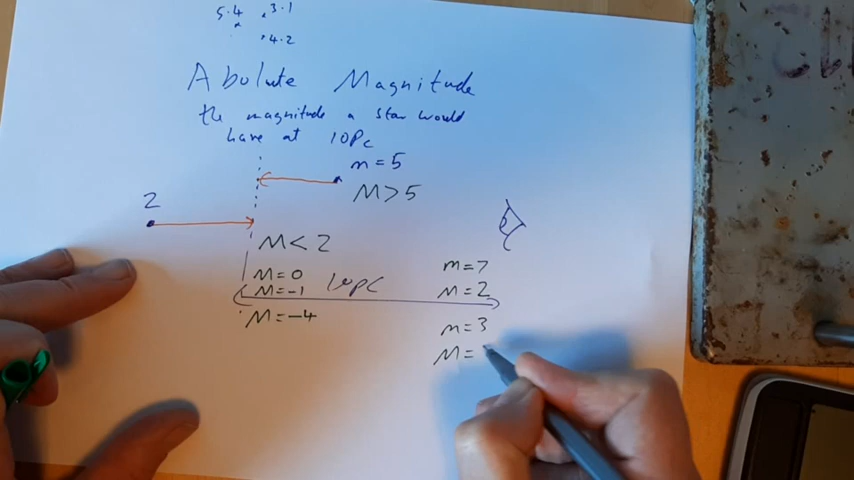 5.4 .3.1
.4.2
Abolute Magnitude
the magnitude a star would
have at 10Pc
m=5
M>5
2
M<2
M=0
M=-1
10pc
M=-4
m=7
M=2
m=3
M=